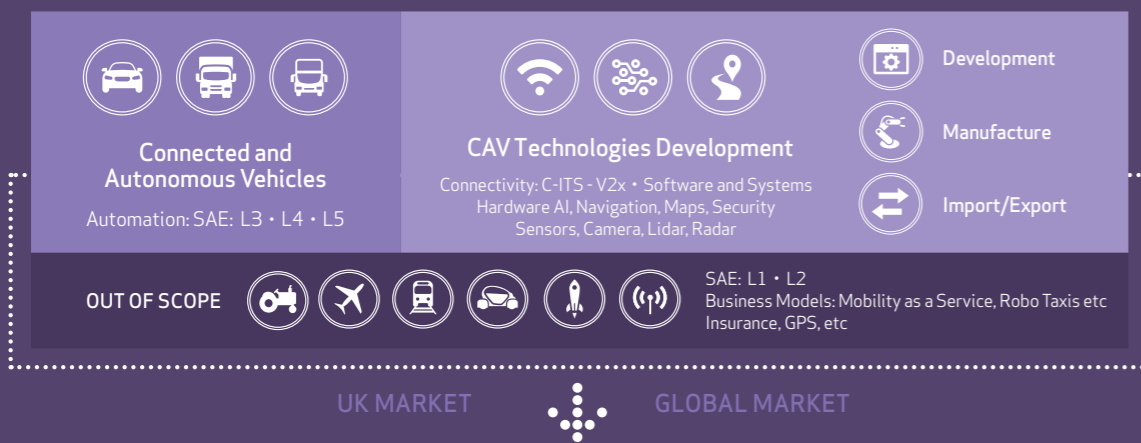 Connected and
Autonomous Vehicles
Automation: SAE: L3 • L4 • L5
CAV Technologies Development
Connectivity: C-ITS - V2x • Software and Systems
Hardware AI, Navigation, Maps, Security
Sensors, Camera, Lidar, Radar
Development
Manufacture
Import/Export
OUT OF SCOPE
SAE: L1 • L2
Business Models: Mobility as a Service, Robo Taxis etc
Insurance, GPS, etc
UK MARKET
GLOBAL MARKET